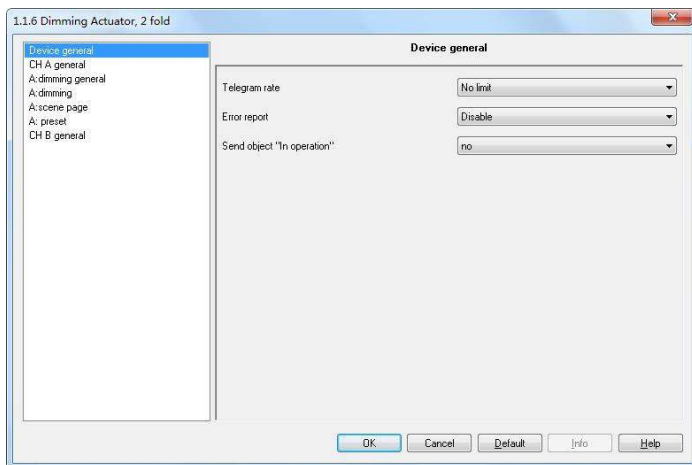 1.1.6 Dimming Actuator, 2 fold
Device general
CH A general
A:dimming general
A:dimming
A:scene page
A: preset
CH B general
Device general
Telegram rate
No limit
Error report
Disable
Send object "In operation"
no
OK
Cancel
Default
Info
Help